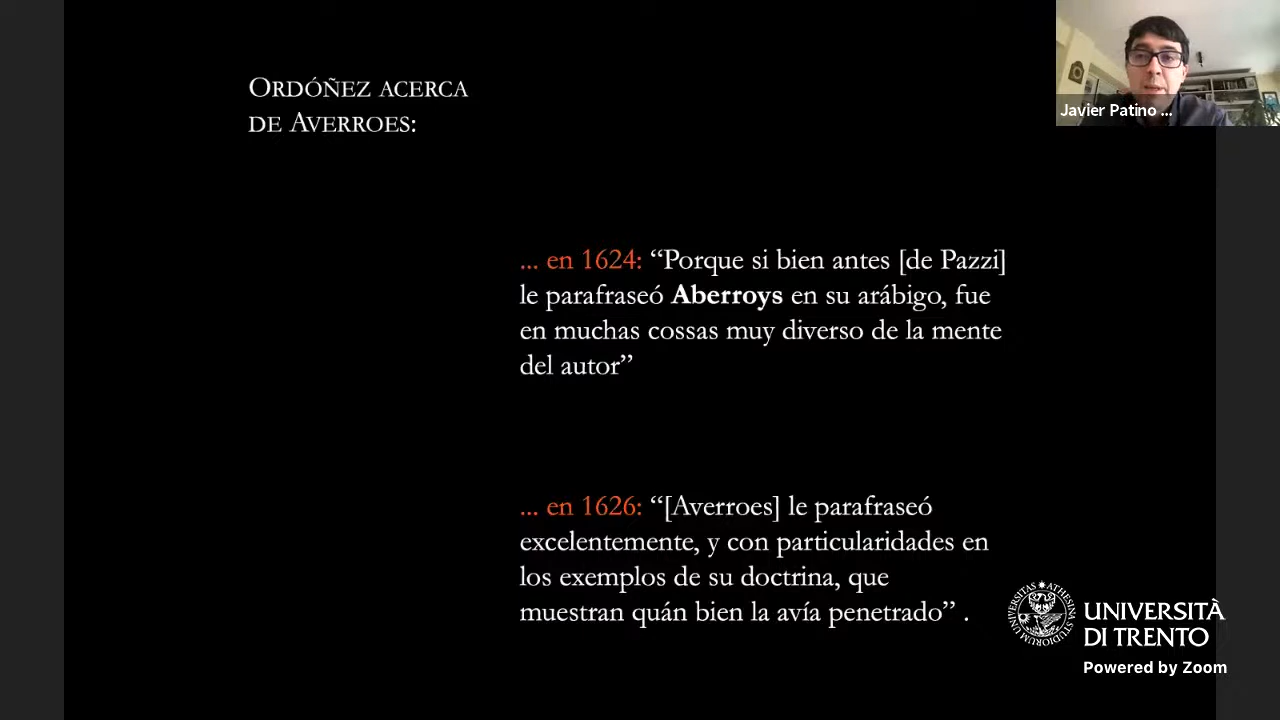 ORDÓÑEZ ACERCA
DE AVERROES:
Javier Patino ...
... en 1624: “Porque si bien antes [de Pazzi]
le parafraseó Aberroys en su arábigo, fue
en muchas cossas muy diverso de la mente
del autor”
... en 1626: “[Averroes] le parafraseó
excelentemente, y con particularidades en
los exemplos de su doctrina, que
muestran quán bien la avía penetrado” .
UNIVERSITÀ
DI TRENTO
Powered by Zoom